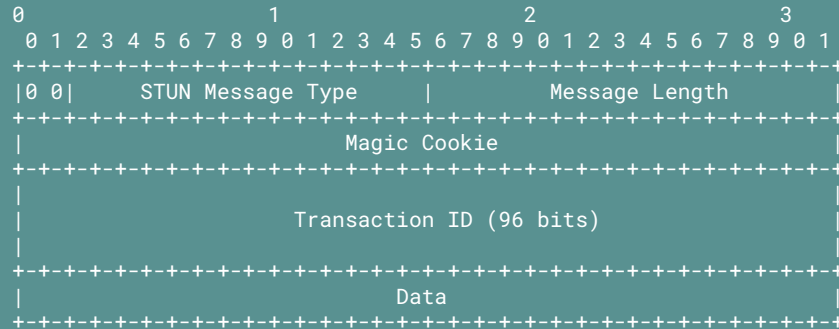 0                   1                   2                   3
 0 1 2 3 4 5 6 7 8 9 0 1 2 3 4 5 6 7 8 9 0 1 2 3 4 5 6 7 8 9 0 1
+-+-+-+-+-+-+-+-+-+-+-+-+-+-+-+-+-+-+-+-+-+-+-+-+-+-+-+-+-+-+-+-+
|0 0|     STUN Message Type     |         Message Length        |
+-+-+-+-+-+-+-+-+-+-+-+-+-+-+-+-+-+-+-+-+-+-+-+-+-+-+-+-+-+-+-+-+
|                         Magic Cookie                          |
+-+-+-+-+-+-+-+-+-+-+-+-+-+-+-+-+-+-+-+-+-+-+-+-+-+-+-+-+-+-+-+-+
|                                                               |
|                     Transaction ID (96 bits)                  |
|                                                               |
+-+-+-+-+-+-+-+-+-+-+-+-+-+-+-+-+-+-+-+-+-+-+-+-+-+-+-+-+-+-+-+-+
|                             Data                              |
+-+-+-+-+-+-+-+-+-+-+-+-+-+-+-+-+-+-+-+-+-+-+-+-+-+-+-+-+-+-+-+-+